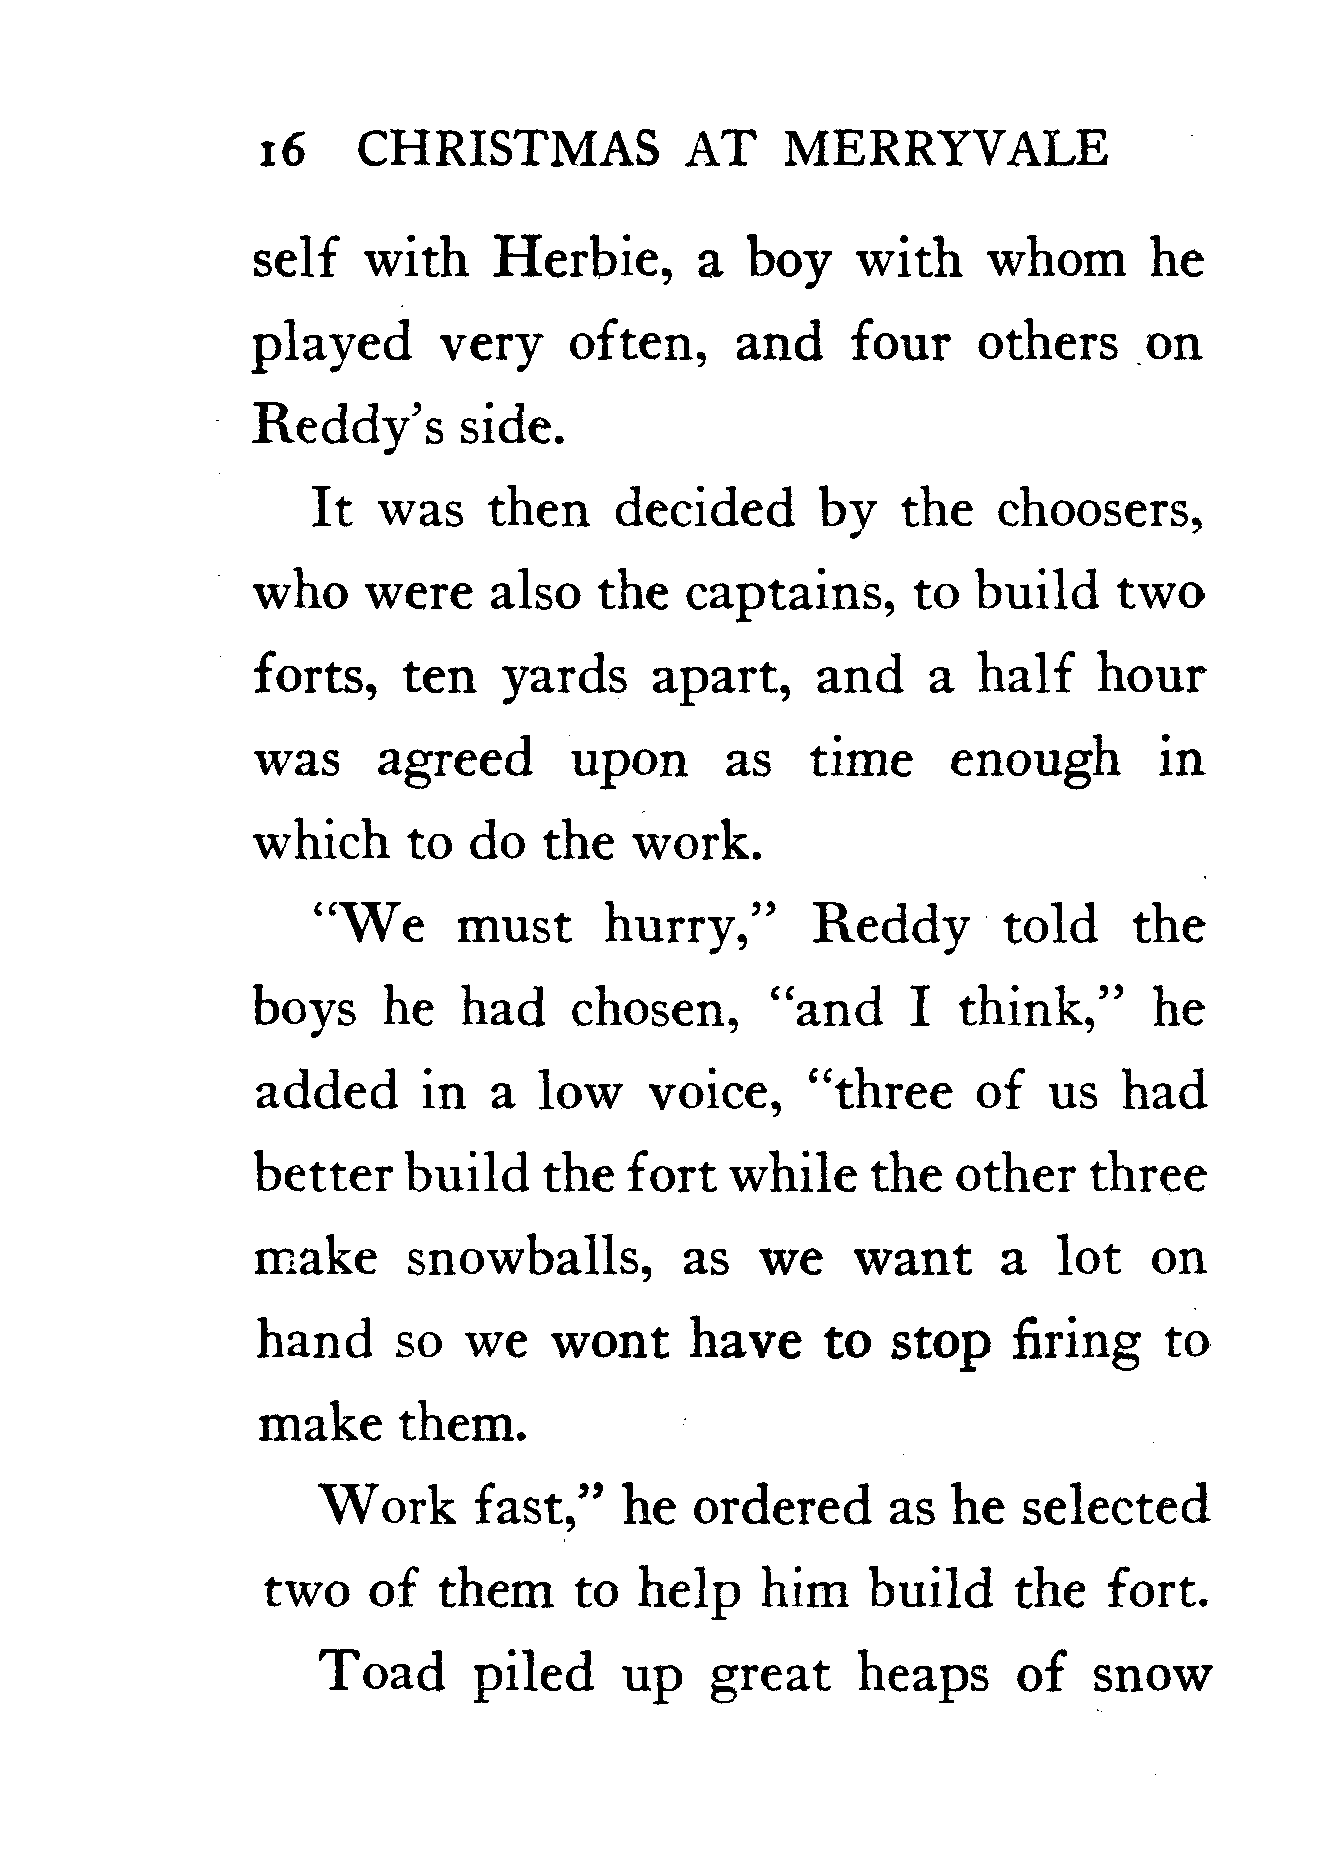 16 CHRISTMAS AT MERRYVALE
self with Herbie, a boy with whom he
played very often, and four others on
Reddy's side.
It was then decided by the choosers,
who were also the captains, to build two
forts, ten yards apart, and a half hour
was agreed upon as time enough in
which to do the work.
“We must hurry,” Reddy told the
boys he had chosen, “and I think,” he
added in a low voice, “three of us had
better build the fort while the other three
make snowballs, as we want a lot on
hand so we wont have to stop firing to
make them.
Work fast,” he ordered as he selected
two of them to help him build the fort.
Toad piled up great heaps of snow